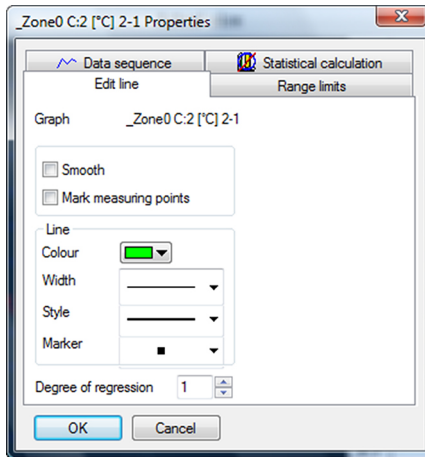 _Zone0 C:2 [°C] 2-1 Properties
Data sequence
Statistical calculation
Edit line
Range limits
Graph _Zone0 C:2 [°C] 2-1
Smooth
Mark measuring points
Line
Colour
Width
Style
Marker
Degree of regression 1
OK Cancel